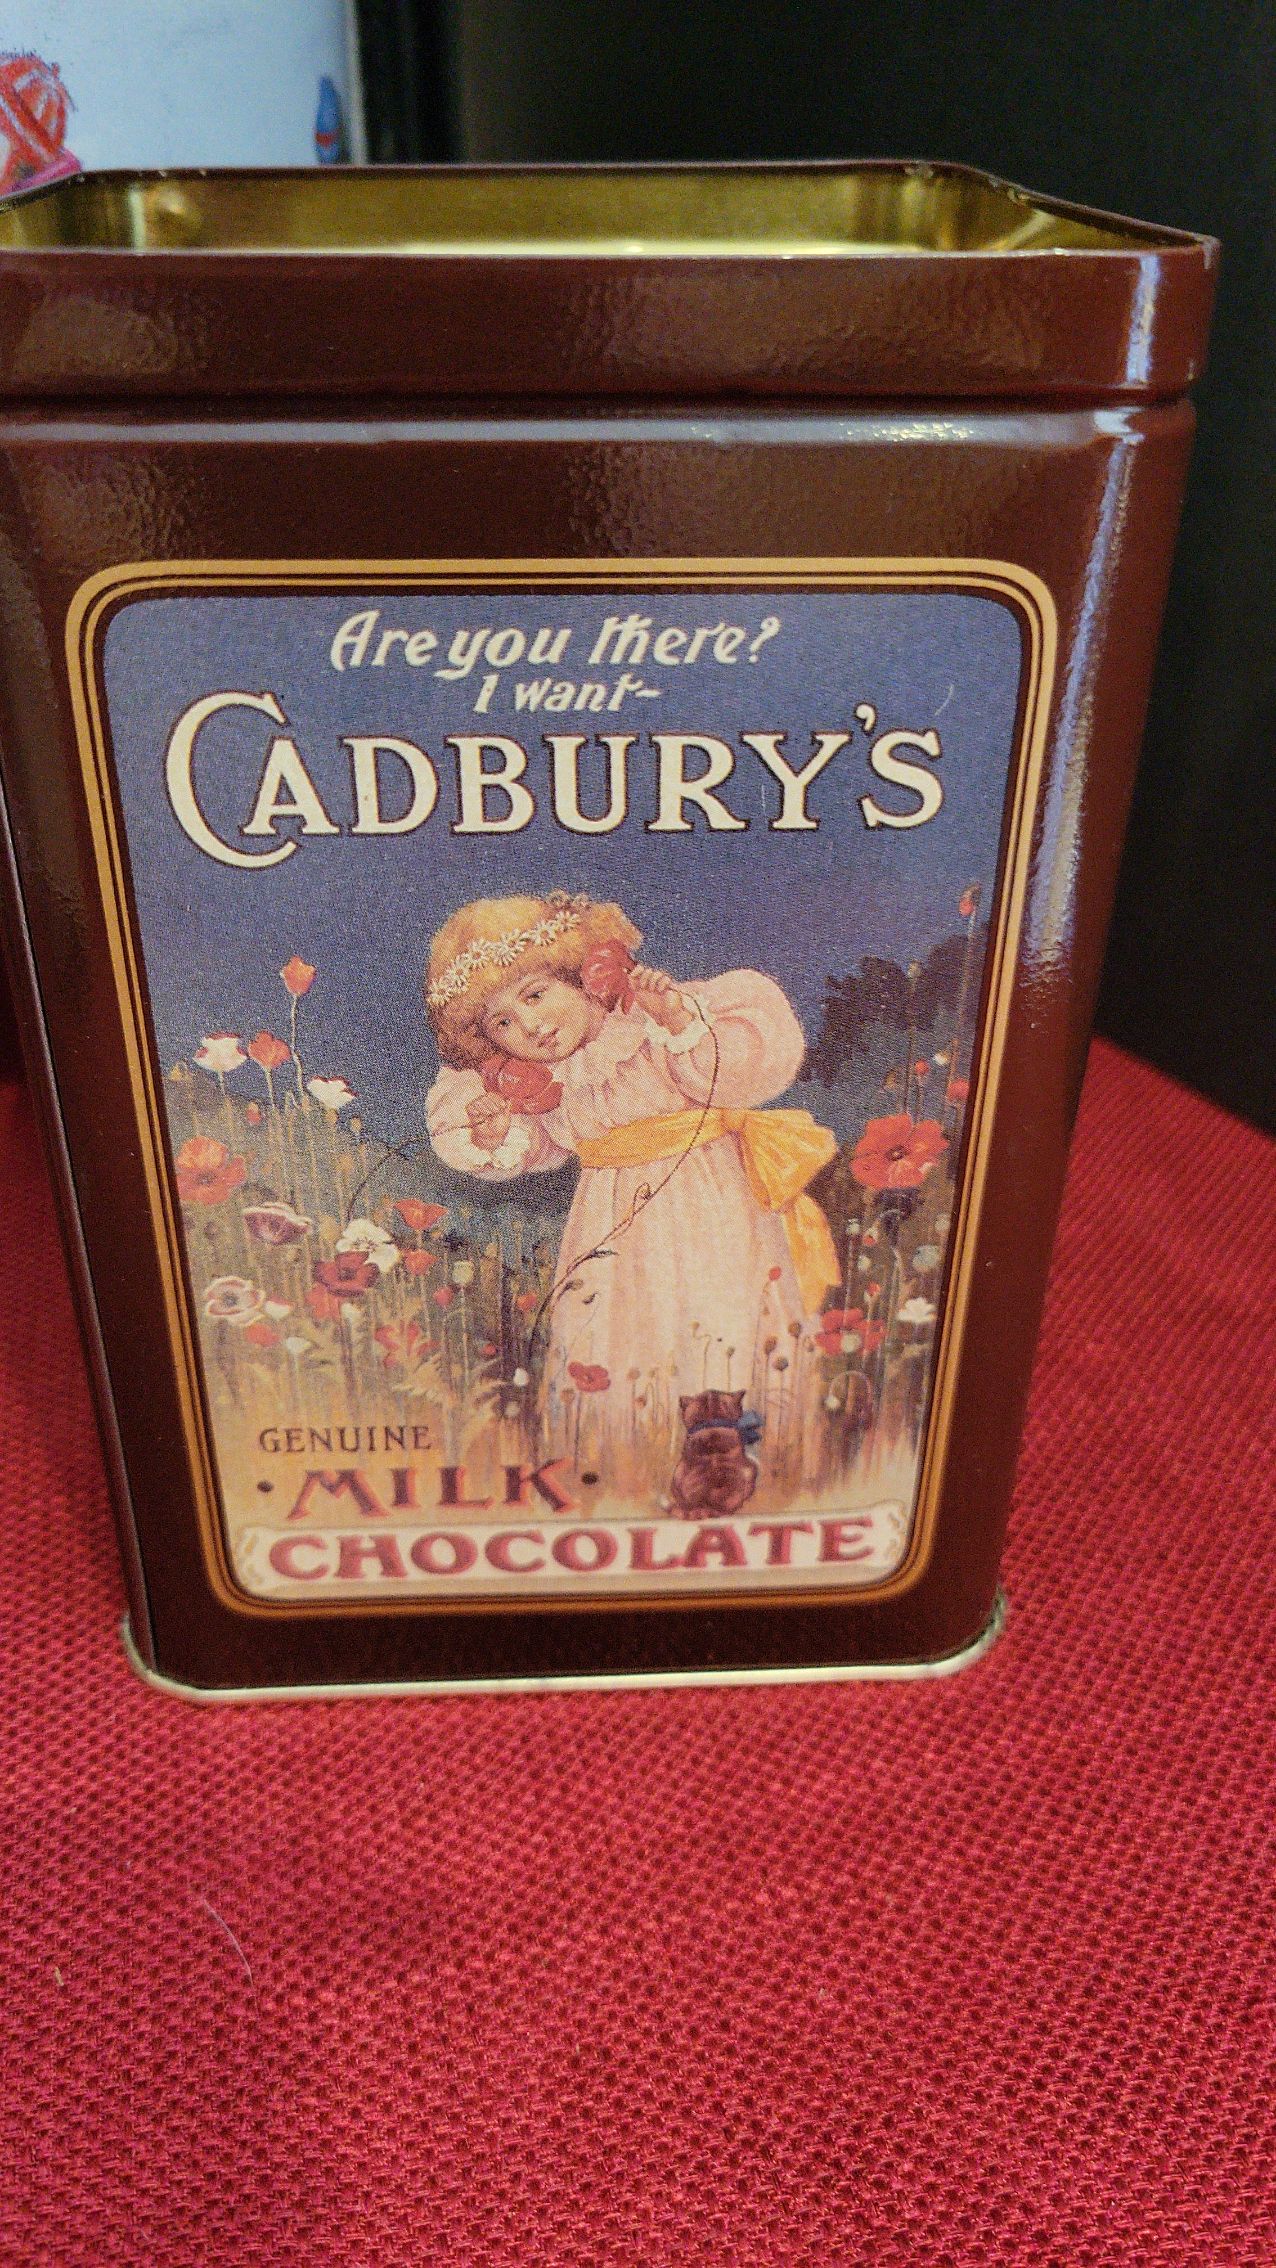 Are you there?
I want-
CADBURY'S
GENUINE
·MILK·
CHOCOLATE